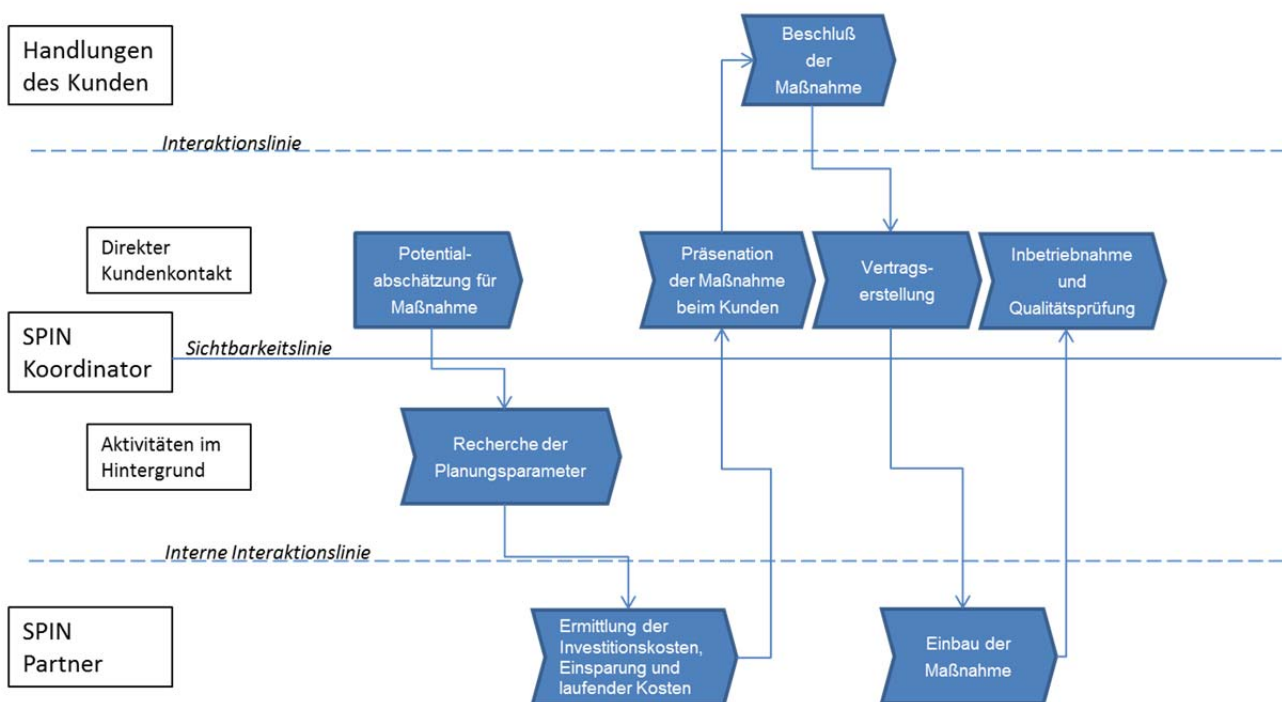 Handlungen
des Kunden
Beschluß
der
Maßnahme
Interaktionslinie
Direkter
Kundenkontakt
Potential-
abschätzung für
Maßnahme
Präsenation
der Maßnahme
beim Kunden
Vertrags-
erstellung
Inbetriebnahme
und
Qualitätsprüfung
SPIN
Koordinator
Sichtbarkeitslinie
Aktivitäten im
Hintergrund
Recherche der
Planungsparameter
Interne Interaktionslinie
SPIN
Partner
Ermittlung der
Investitionskosten,
Einsparung und
laufender Kosten
Einbau der
Maßnahme